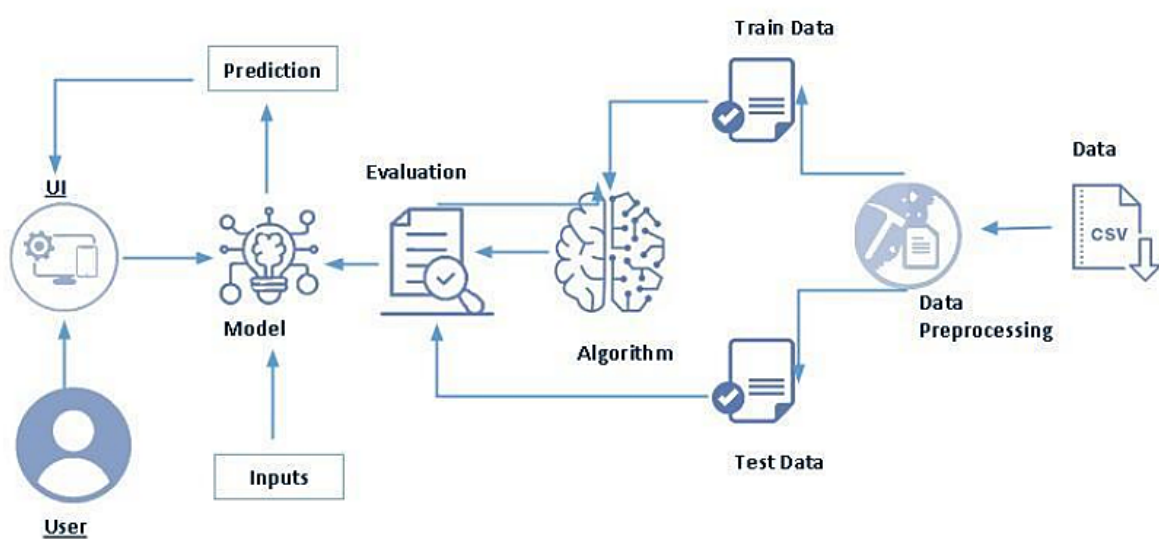 Train Data
Prediction
Data
Evaluation
UI
CSV
Data
Preprocessing
Model
Algorithm
Test Data
Inputs
User